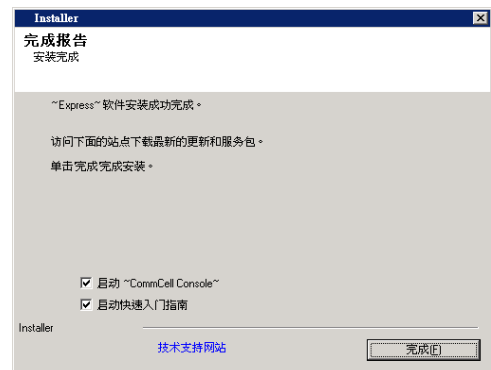 Installer
完成报告
安装完成
~Express~ 软件安装成功完成。
访问下面的站点下载最新的更新和服务包。
单击完成完成安装。
启动 ~CommCell Console~
启动快速入门指南
Installer
技术支持网站
完成(F)